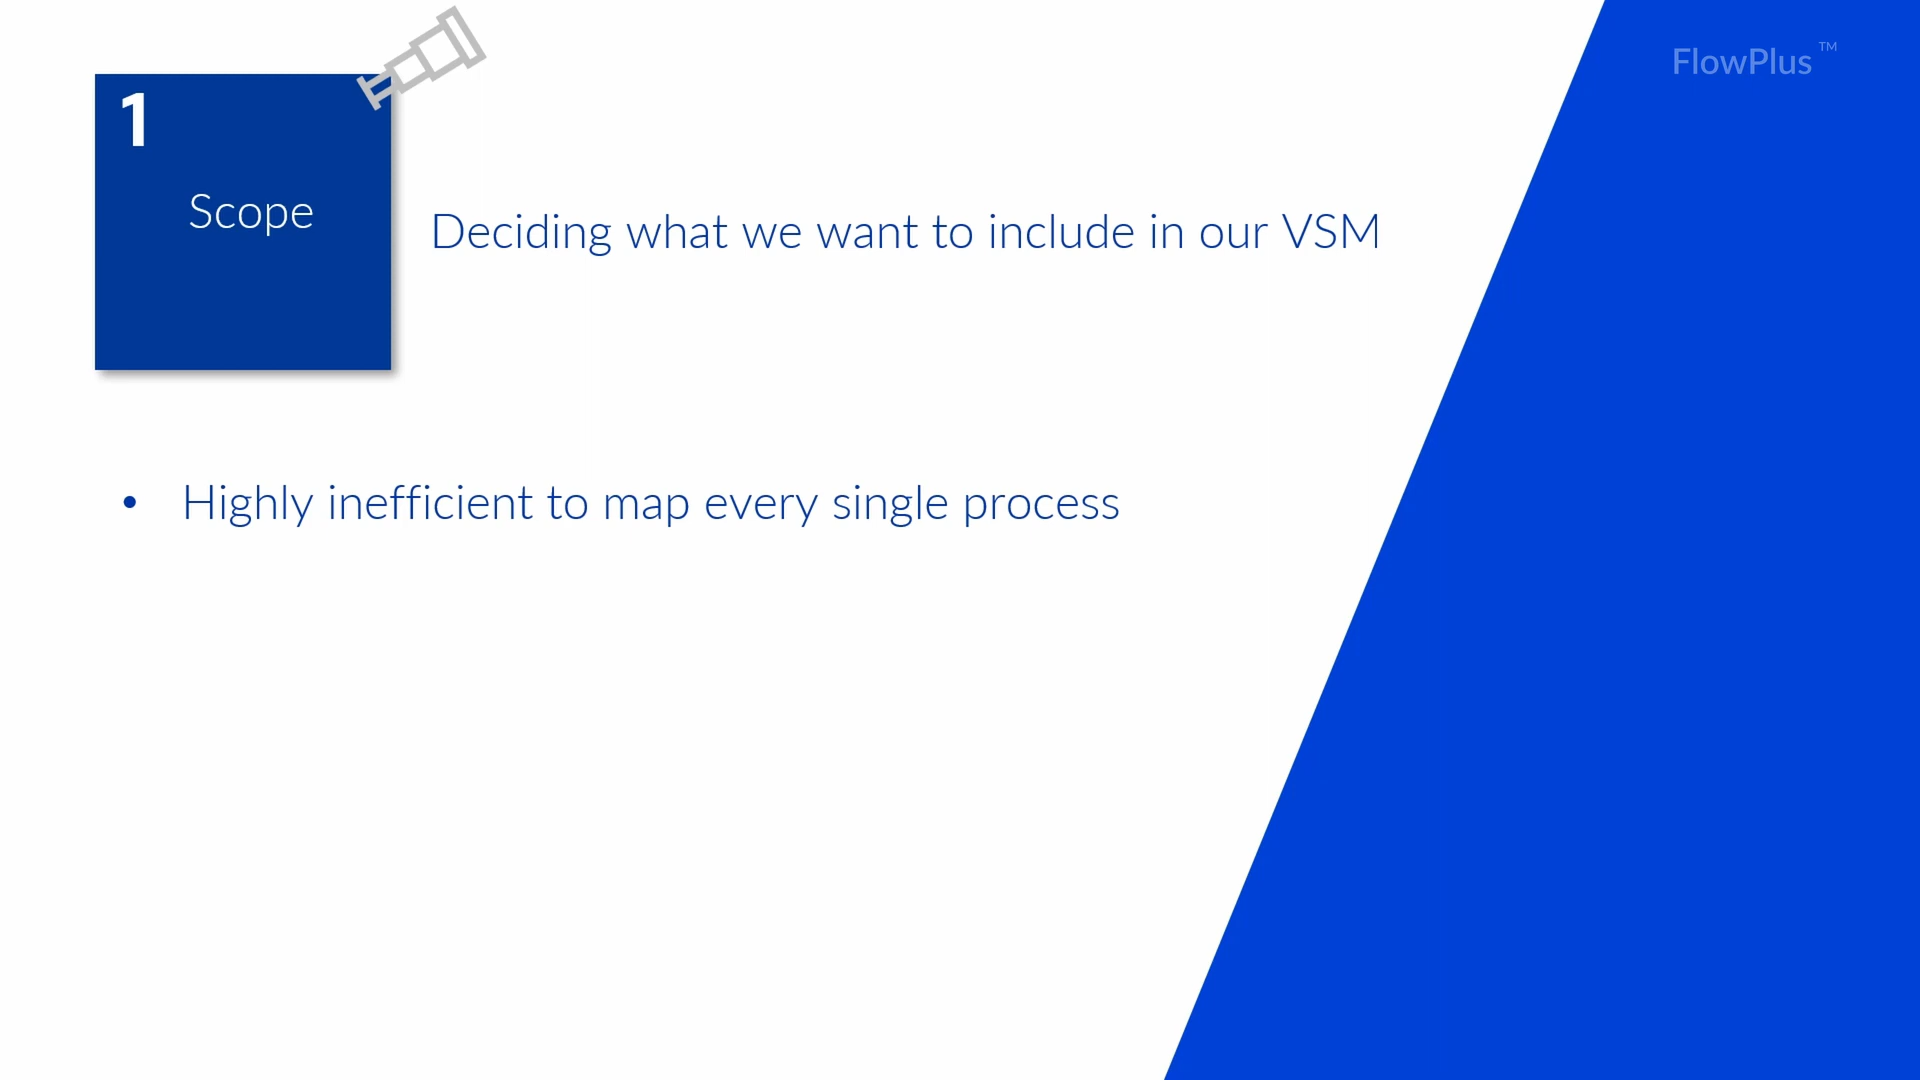 FlowPlus™
1
Scope
Deciding what we want to include in our VSM
• Highly inefficient to map every single process